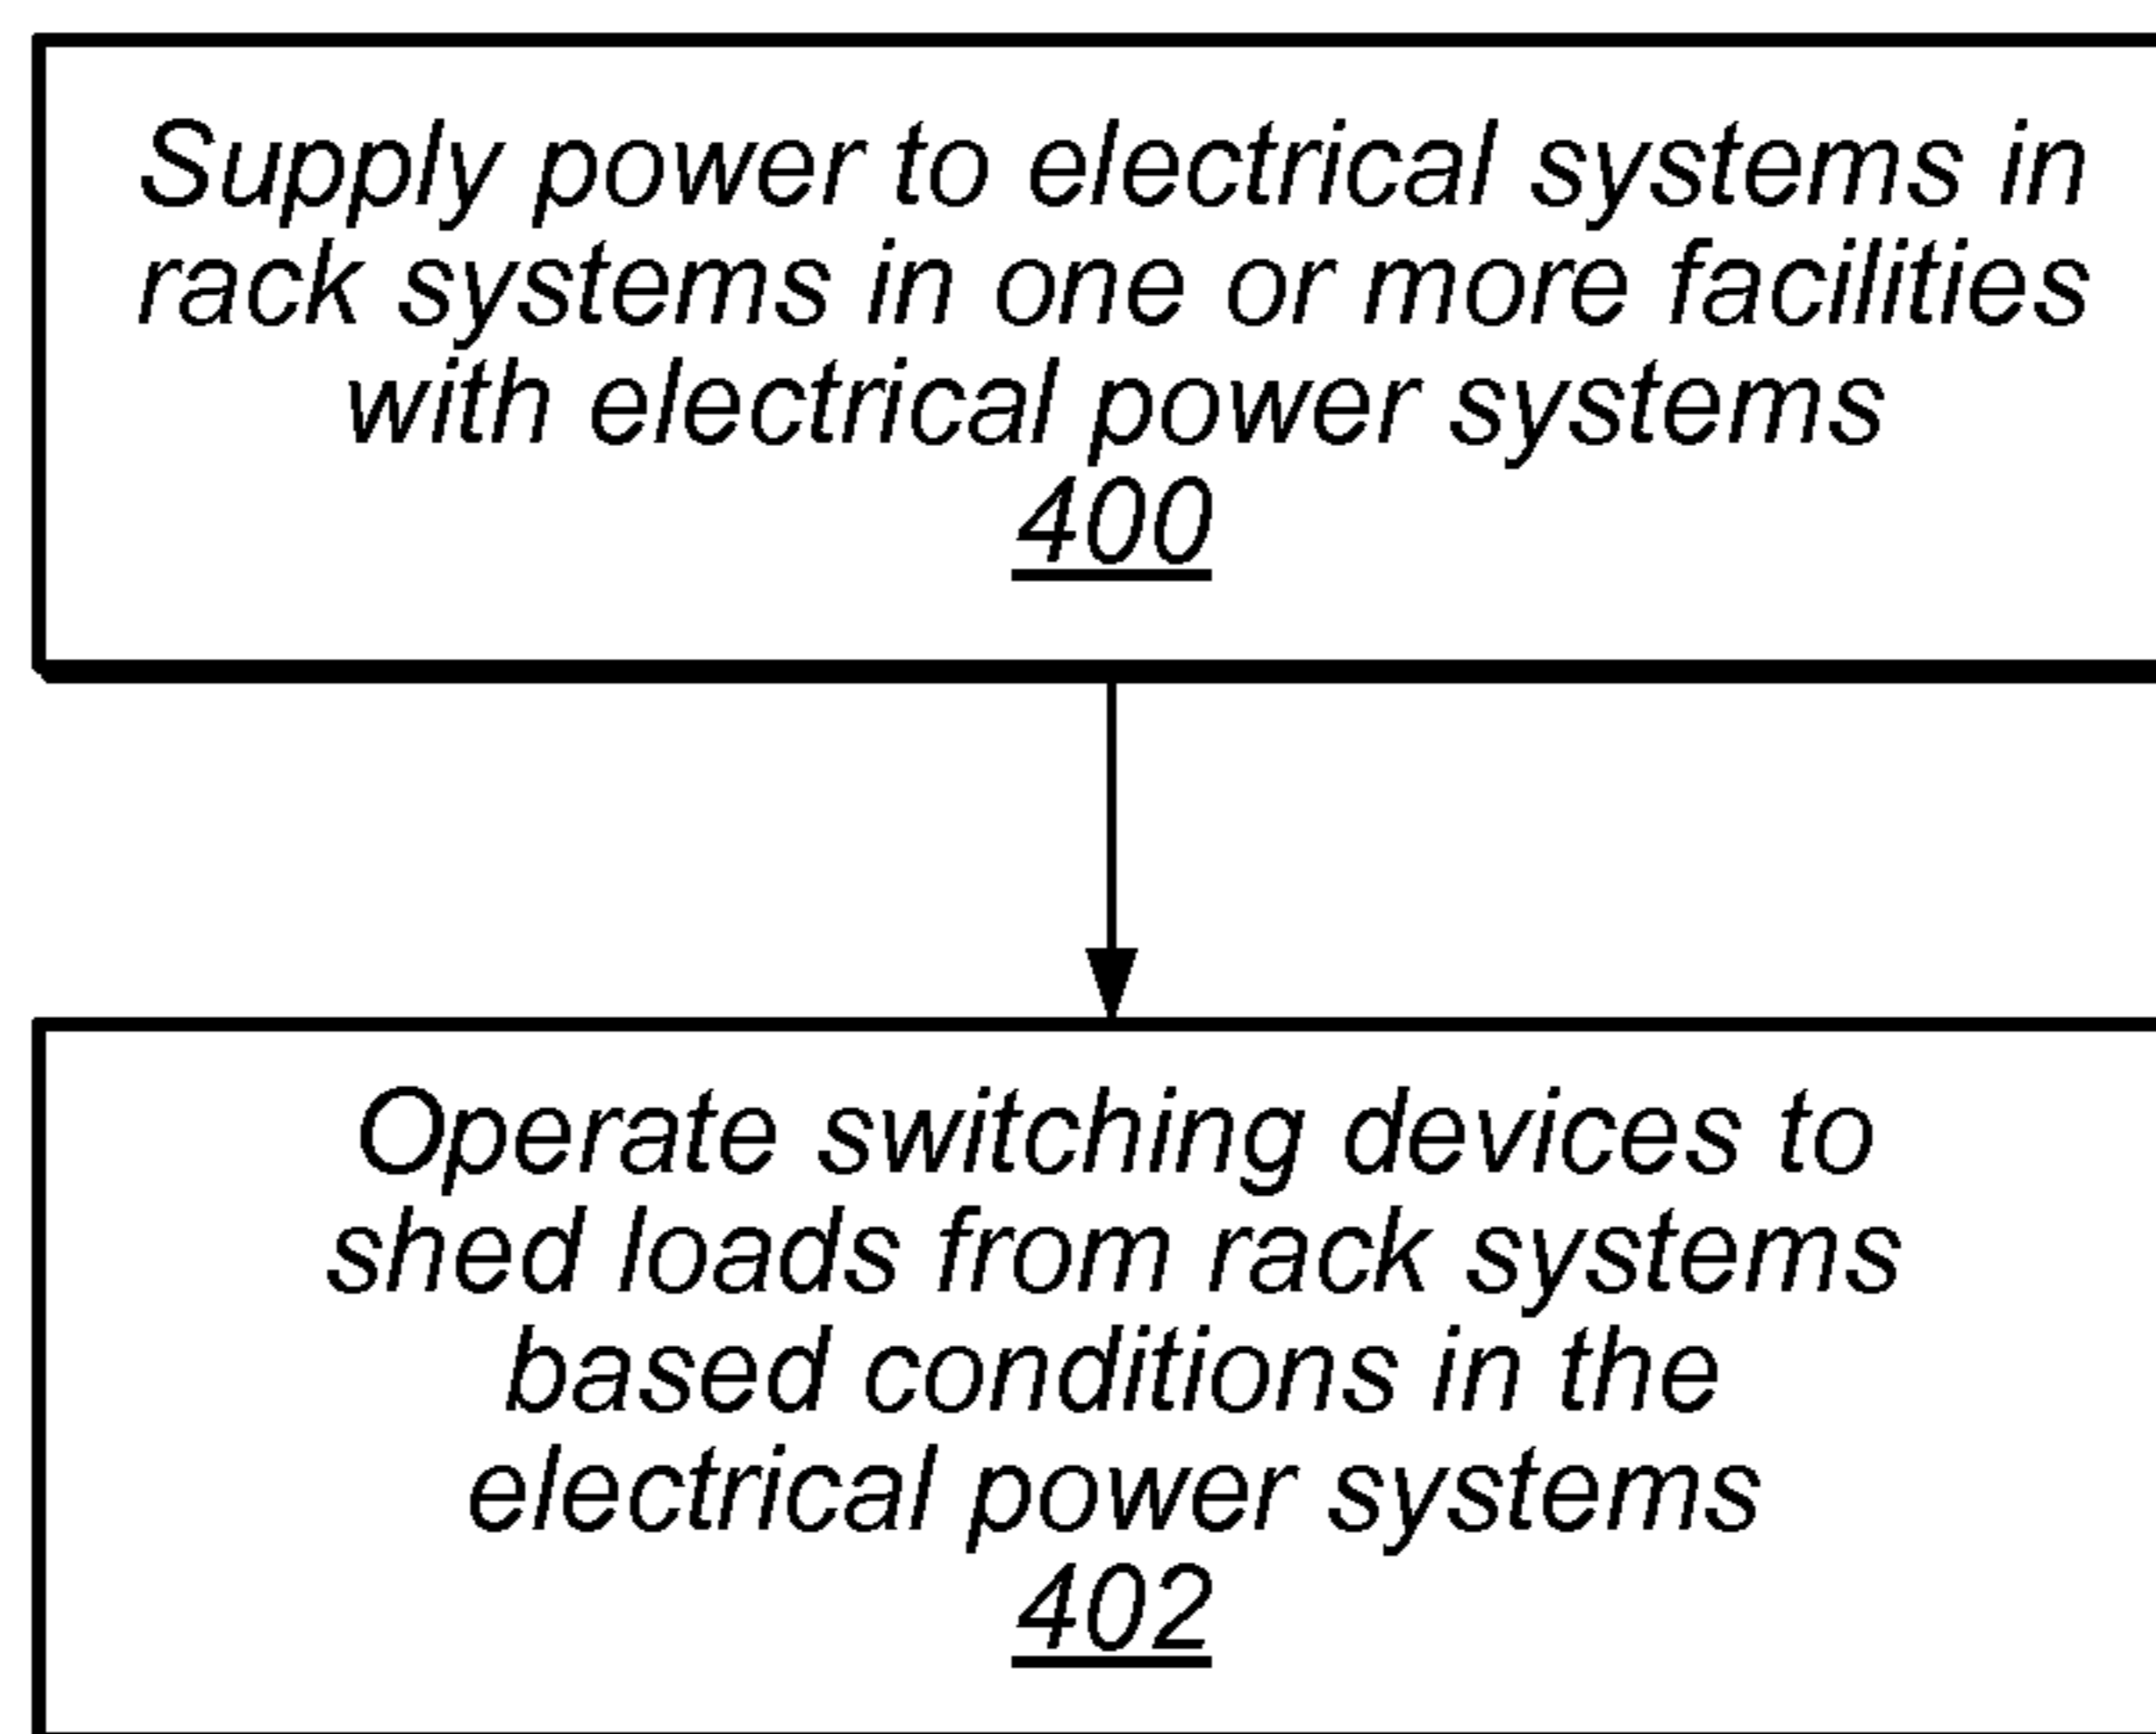 Supply power to electrical systems in
rack systems in one or more facilities
with electrical power systems
400
Operate switching devices to
shed loads from rack systems
based conditions in the
electrical power systems
402